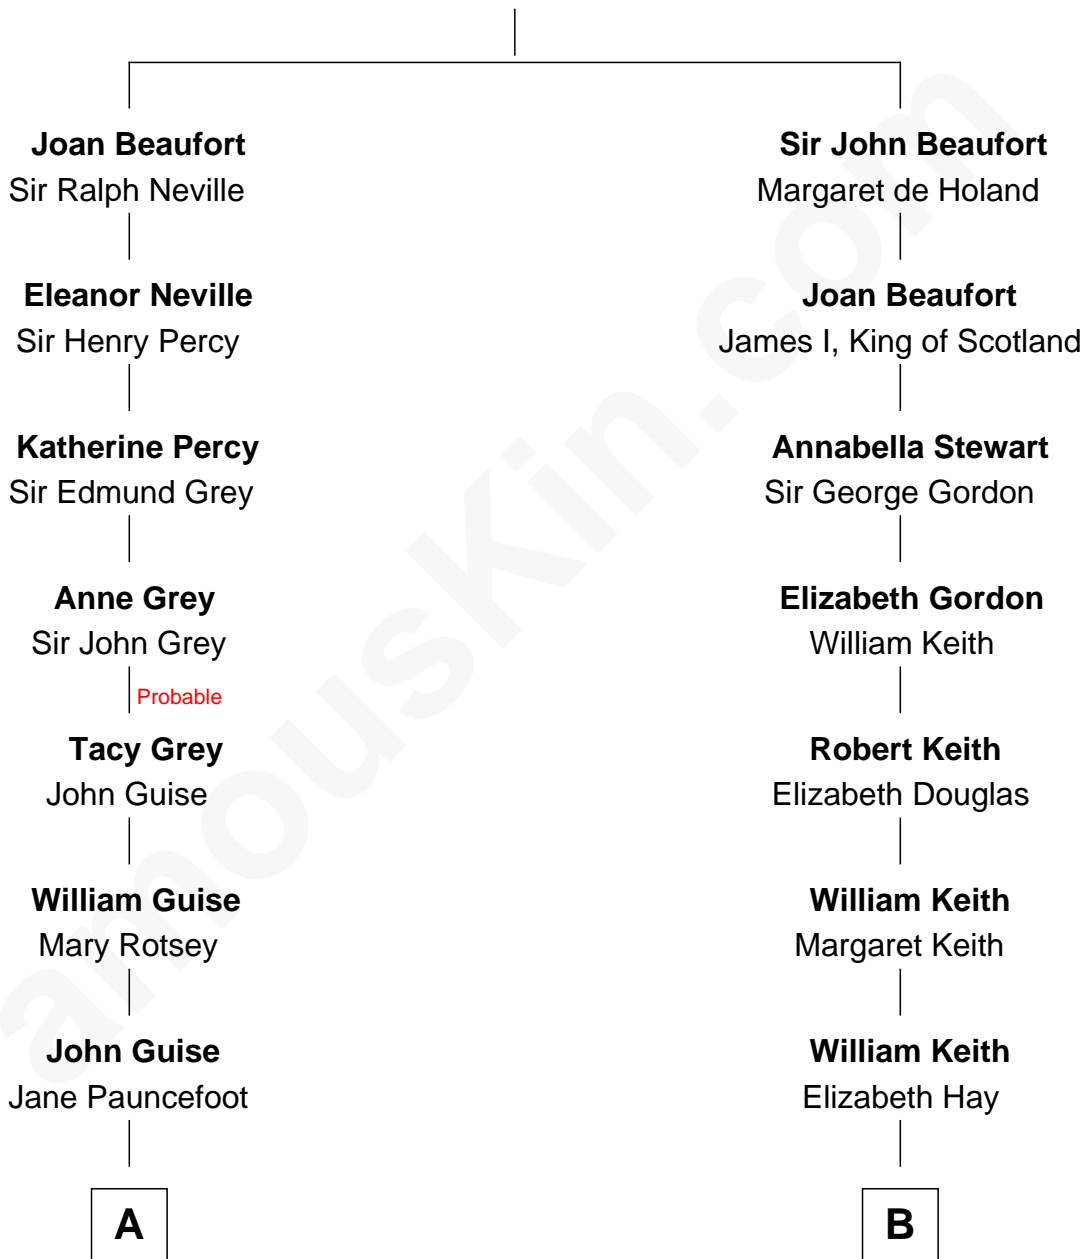 Joan Beaufort
Sir Ralph Neville
Eleanor Neville
Sir Henry Percy
Katherine Percy
Sir Edmund Grey
Anne Grey
Sir John Grey
Probable
Tacy Grey
John Guise
William Guise
Mary Rotsey
John Guise
Jane Pauncefoot
A
Sir John Beaufort
Margaret de Holand
Joan Beaufort
James I, King of Scotland
Annabella Stewart
Sir George Gordon
Elizabeth Gordon
William Keith
Robert Keith
Elizabeth Douglas
William Keith
Margaret Keith
William Keith
Elizabeth Hay
B
amousKin.com